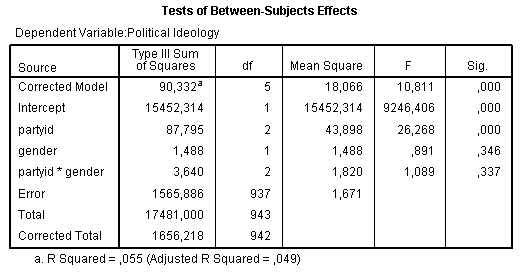 Tests of Between-Subjects Effects
Dependent Variable:Political Ideology
Source Type III Sum of Squares df Mean Square F Sig.
Corrected Model 90,332a 5 18,066 10,811 ,000
Intercept 15452,314 1 15452,314 9246,406 ,000
partyid 87,795 2 43,898 26,268 ,000
gender 1,488 1 1,488 ,891 ,346
partyid * gender 3,640 2 1,820 1,089 ,337
Error 1565,886 937 1,671
Total 17481,000 943
Corrected Total 1656,218 942
a. R Squared = ,055 (Adjusted R Squared = ,049)